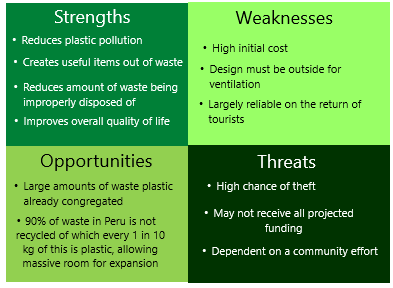 Strengths
• Reduces plastic pollution
• Creates useful items out of waste
• Reduces amount of waste being
improperly disposed of
• Improves overall quality of life
Weaknesses
• High initial cost
• Design must be outside for
ventilation
• Largely reliable on the return of
tourists
Opportunities
• Large amounts of waste plastic
already congregated
• 90% of waste in Peru is not
recycled of which every 1 in 10
kg of this is plastic, allowing
massive room for expansion
Threats
• High chance of theft
• May not receive all projected
funding
• Dependent on a community effort